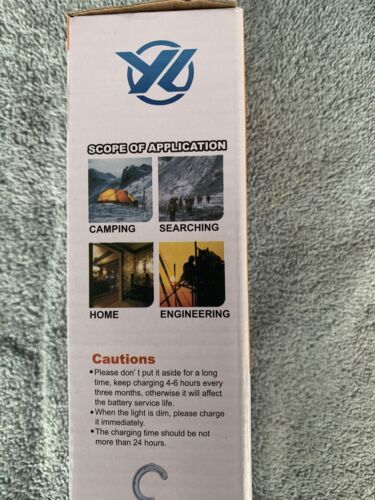 YL
SCOPE OF APPLICATION
CAMPING
SEARCHING
HOME
ENGINEERING
Cautions
•Please don't put it aside for a long
time, keep charging 4-6 hours every
three months, otherwise it will affect
the battery service life.
•When the light is dim, please charge
it immediately.
•The charging time should be not
more than 24 hours.